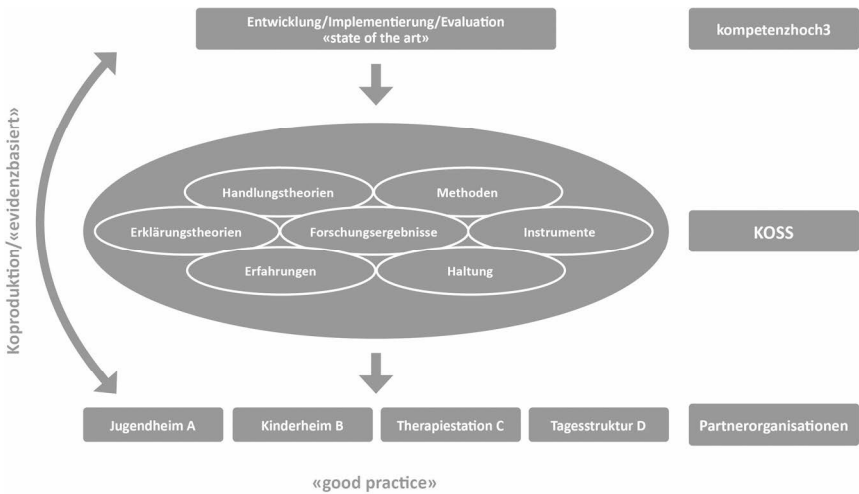 Entwicklung/Implementierung/Evaluation
«state of the art»
kompetenzhoch3
Koproduktion/«evidenzbasiert»
Handlungstheorien
Methoden
Erklärungstheorien
Forschungsergebnisse
Instrumente
KOSS
Erfahrungen
Haltung
Jugendheim A
Kinderheim B
Therapiestation C
Tagesstruktur D
Partnerorganisationen
«good practice»